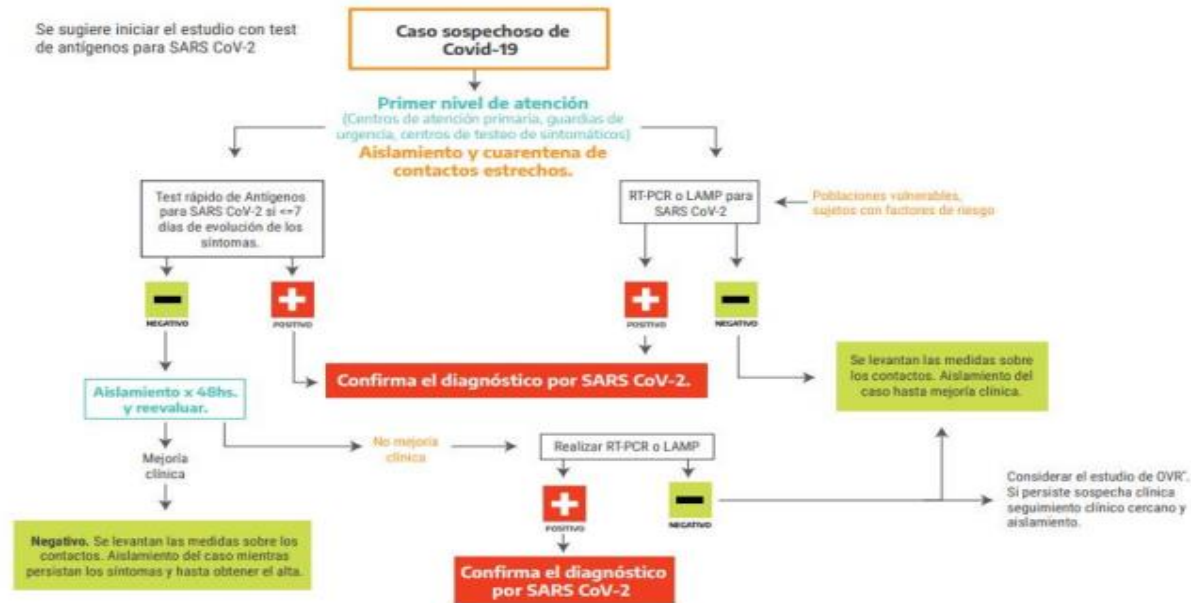 Se sugiere iniciar el estudio con test
de antígenos para SARS CoV-2
Caso sospechoso de
Covid-19
Primer nivel de atención
(Centros de atención primaria, guardias de
urgencia, centros de testeo de sintomáticos)
Aislamiento y cuarentena de
contactos estrechos.
Test rápido de Antígenos
para SARS CoV-2 si <=7
días de evolución de los
síntomas.
RT-PCR o LAMP para
SARS CoV-2
Poblaciones vulnerables,
sujetos con factores de riesgo
NEGATIVO
POSITIVO
POSITIVO
NEGATIVO
Aislamiento x 48hs.
y reevaluar.
Confirma el diagnóstico por SARS CoV-2.
Se levantan las medidas sobre
los contactos. Aislamiento del
caso hasta mejoría clínica.
Mejoría
clínica
No mejoría
clínica
Realizar RT-PCR o LAMP
POSITIVO
NEGATIVO
Considerar el estudio de OVR*.
Si persiste sospecha clínica
seguimiento clínico cercano y
aislamiento.
Negativo. Se levantan las medidas sobre los
contactos. Aislamiento del caso mientras
persistan los síntomas y hasta obtener el alta.
Confirma el diagnóstico
por SARS CoV-2